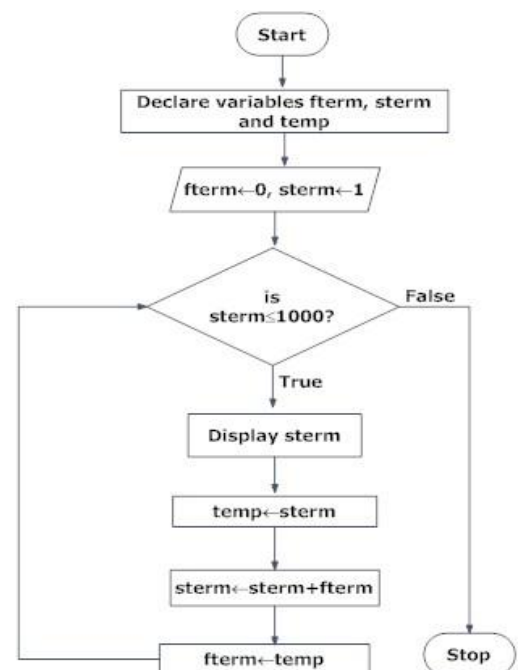 Start
Declare variables fterm, sterm
and temp
fterm←0, sterm←1
is
sterm≤1000?
False
True
Display sterm
temp←sterm
sterm←sterm+fterm
fterm←temp
Stop